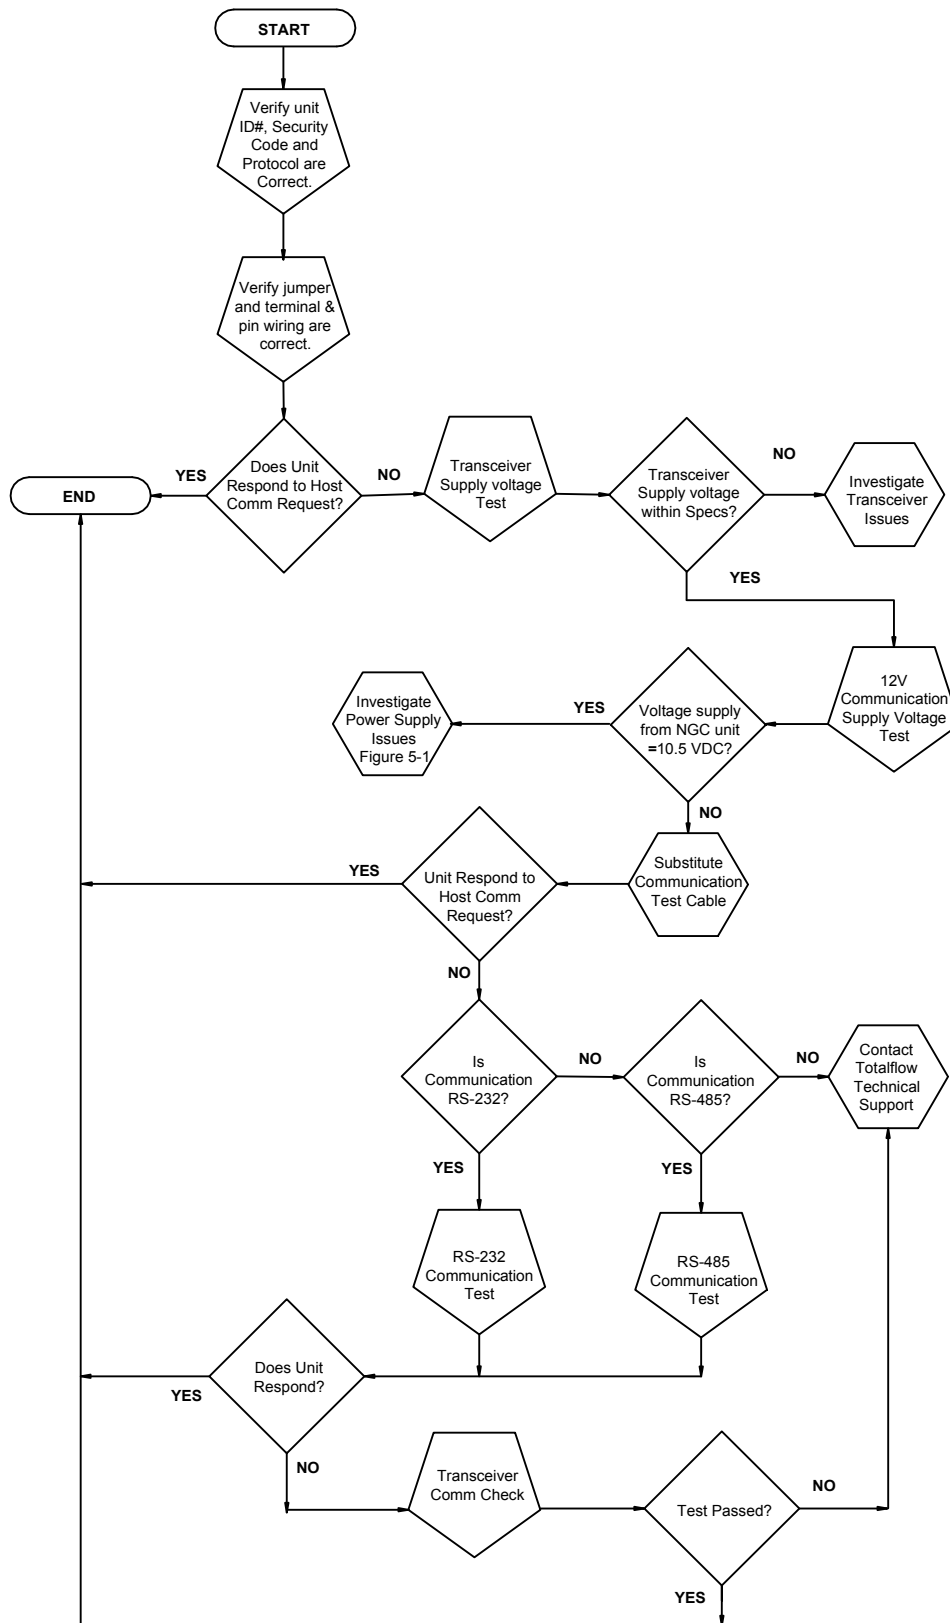 START
Verify unit
ID#, Security
Code and
Protocol are
Correct.
Verify jumper
and terminal &
pin wiring are
correct.
Does Unit
Respond to Host
Comm Request?
YES
END
NO
Transceiver
Supply voltage
Test
Transceiver
Supply voltage
within Specs?
NO
Investigate
Transceiver
Issues
YES
12V
Communication
Supply Voltage
Test
Voltage supply
from NGC unit
=10.5 VDC?
YES
Investigate
Power Supply
Issues
Figure 5-1
NO
Substitute
Communication
Test Cable
Unit Respond to
Host Comm
Request?
YES
NO
Is
Communication
RS-232?
NO
Is
Communication
RS-485?
NO
Contact
Totalflow
Technical
Support
YES
YES
RS-232
Communication
Test
RS-485
Communication
Test
Does Unit
Respond?
YES
NO
Transceiver
Comm Check
Test Passed?
NO
YES